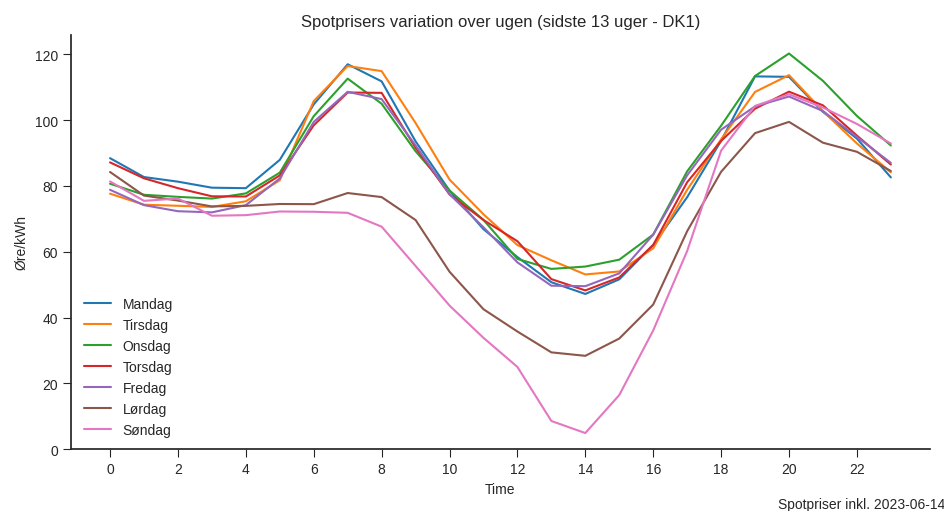 Spotprisers variation over ugen (sidste 13 uger - DK1)
120
100
80
60
40
20
0
Øre/kWh
Mandag
Tirsdag
Onsdag
Torsdag
Fredag
Lørdag
Søndag
0 2 4 6 8 10 12 14 16 18 20 22
Time
Spotpriser inkl. 2023-06-14